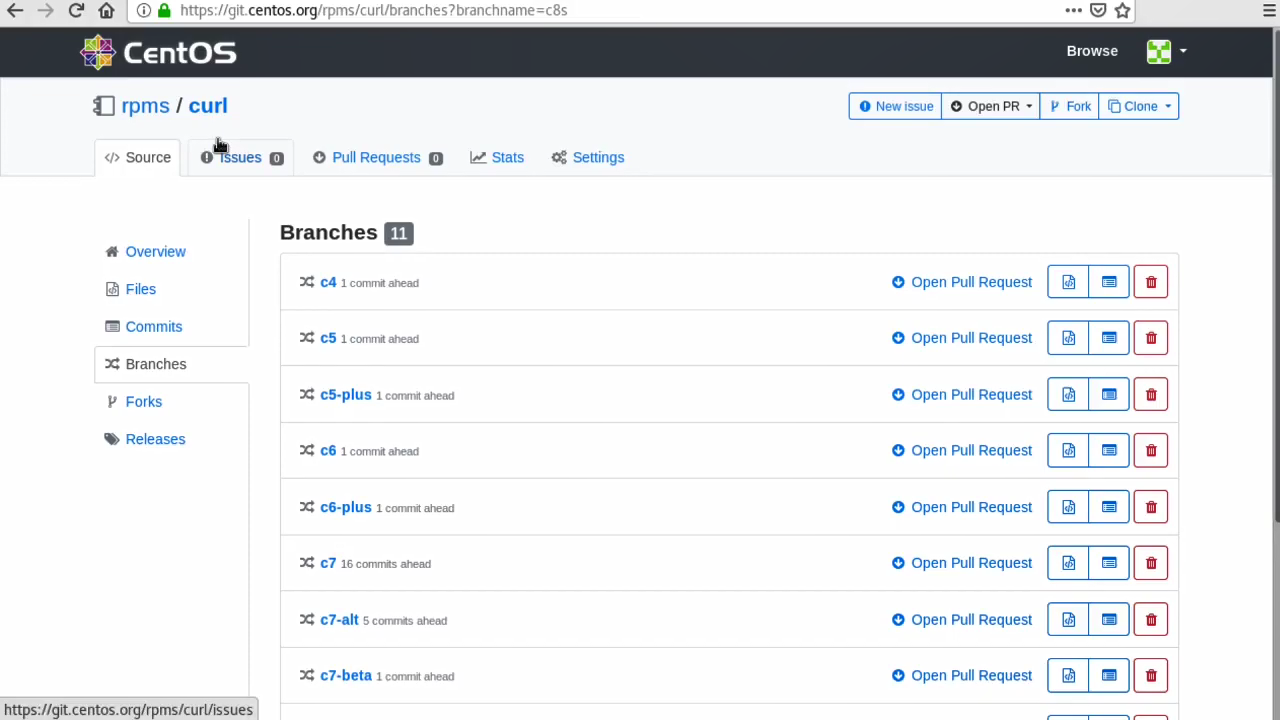 https://git.centos.org/rpms/curl/branches?branchname=c8s
CentOS
Browse
rpms / curl
New issue Open PR Fork Clone
Source Issues 0 Pull Requests 0 Stats Settings
Branches 11
Overview
Files
Commits
Branches
Forks
Releases
c4 1 commit ahead Open Pull Request
c5 1 commit ahead Open Pull Request
c5-plus 1 commit ahead Open Pull Request
c6 1 commit ahead Open Pull Request
c6-plus 1 commit ahead Open Pull Request
c7 16 commits ahead Open Pull Request
c7-alt 5 commits ahead Open Pull Request
c7-beta 1 commit ahead Open Pull Request
https://git.centos.org/rpms/curl/issues